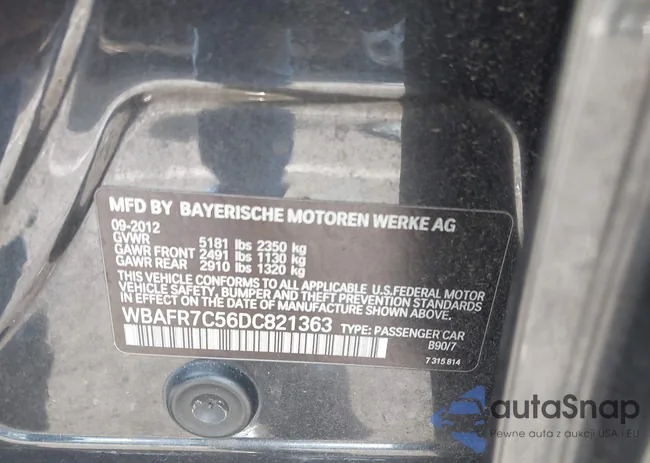 MFD BY BAYERISCHE MOTOREN WERKE AG
09-2012
GVWR 5181 lbs 2350 kg
GAWR FRONT 2491 lbs 1130 kg
GAWR REAR 2910 lbs 1320 kg
THIS VEHICLE CONFORMS TO ALL APPLICABLE U.S.FEDERAL MOTOR
VEHICLE SAFETY, BUMPER, AND THEFT PREVENTION STANDARDS
IN EFFECT ON THE DATE OF MANUFACTURE SHOWN ABOVE.
WBAFR7C56DC821363 TYPE: PASSENGER CAR
B90/7
7 315 814
autaSnap
Pewne auta z aukcji USA i EU